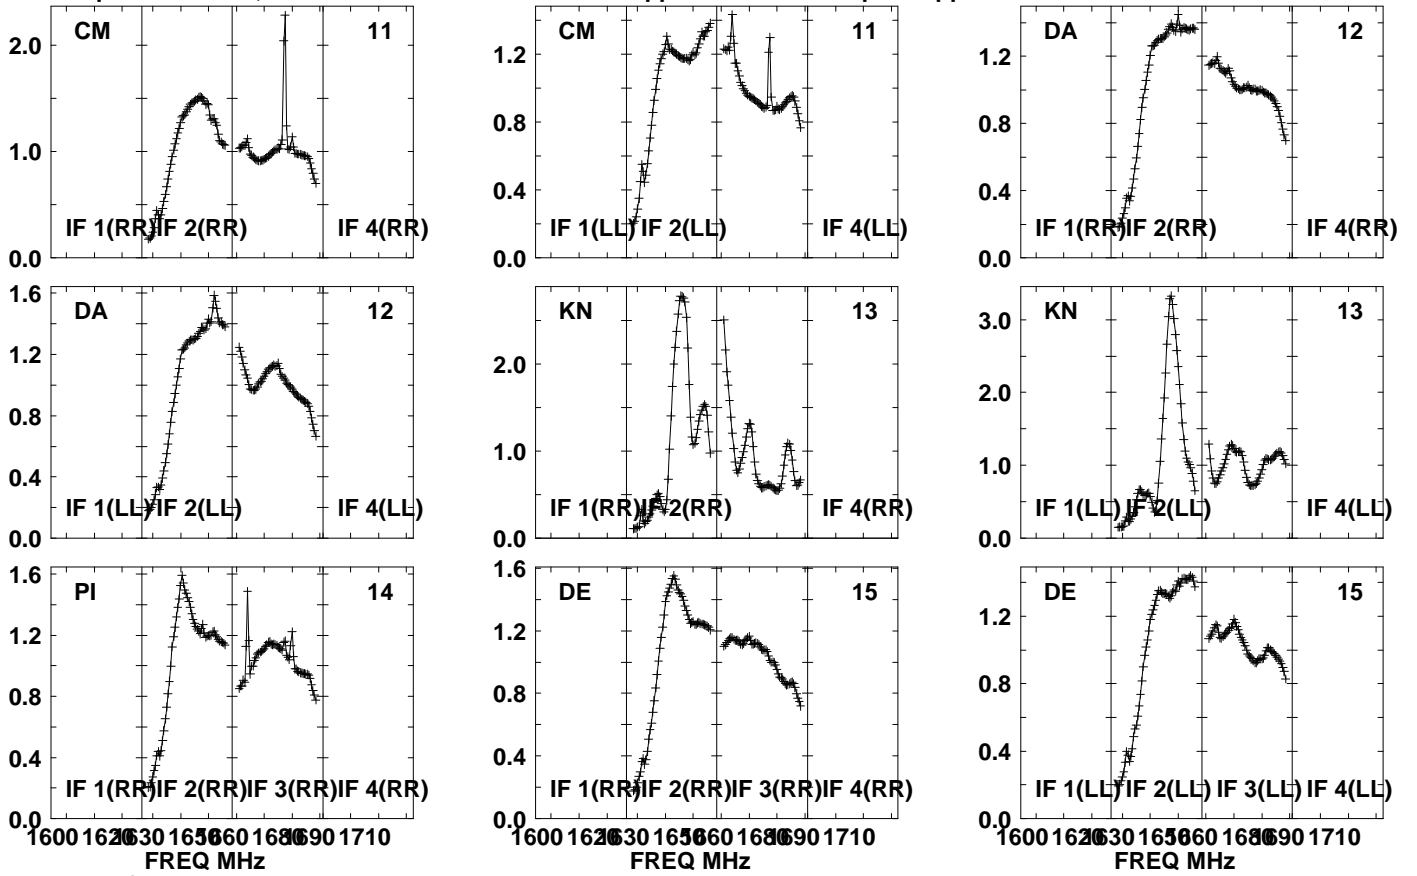 CM 11 CM 11 DA 12
2.0 1.2 1.2
1.0 0.8 0.8
0.4 0.4
IF 1(RR) IF 2(RR) IF 4(RR) IF 1(LL) IF 2(LL) IF 4(LL) IF 1(RR) IF 2(RR) IF 4(RR)
0.0 0.0 0.0
DA 12 KN 13 KN 13
1.6 3.0
1.2 2.0 2.0
0.8
0.4 1.0 1.0
IF 1(LL) IF 2(LL) IF 4(LL) IF 1(RR) IF 2(RR) IF 4(RR) IF 1(LL) IF 2(LL) IF 4(LL)
0.0 0.0 0.0
PI 14 DE 15 DE 15
1.6 1.6
1.2 1.2 1.2
0.8 0.8 0.8
0.4 0.4 0.4
IF 1(RR) IF 2(RR) IF 3(RR) IF 4(RR) IF 1(RR) IF 2(RR) IF 3(RR) IF 4(RR) IF 1(LL) IF 2(LL) IF 3(LL) IF 4(LL)
0.0 0.0 0.0
1600 1620 1630 1650 1660 1680 1690 1710 1600 1620 1630 1650 1660 1680 1690 1710 1600 1620 1630 1650 1660 1680 1690 1710
FREQ MHz FREQ MHz FREQ MHz